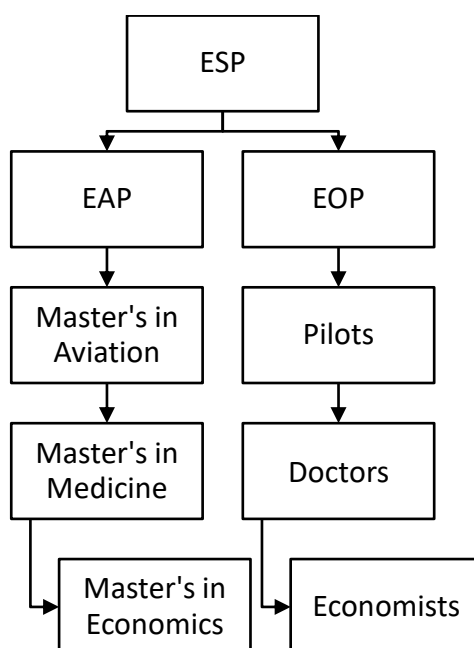 ESP
EAP
EOP
Master's in
Aviation
Pilots
Master's in
Medicine
Doctors
Master's in
Economics
Economists